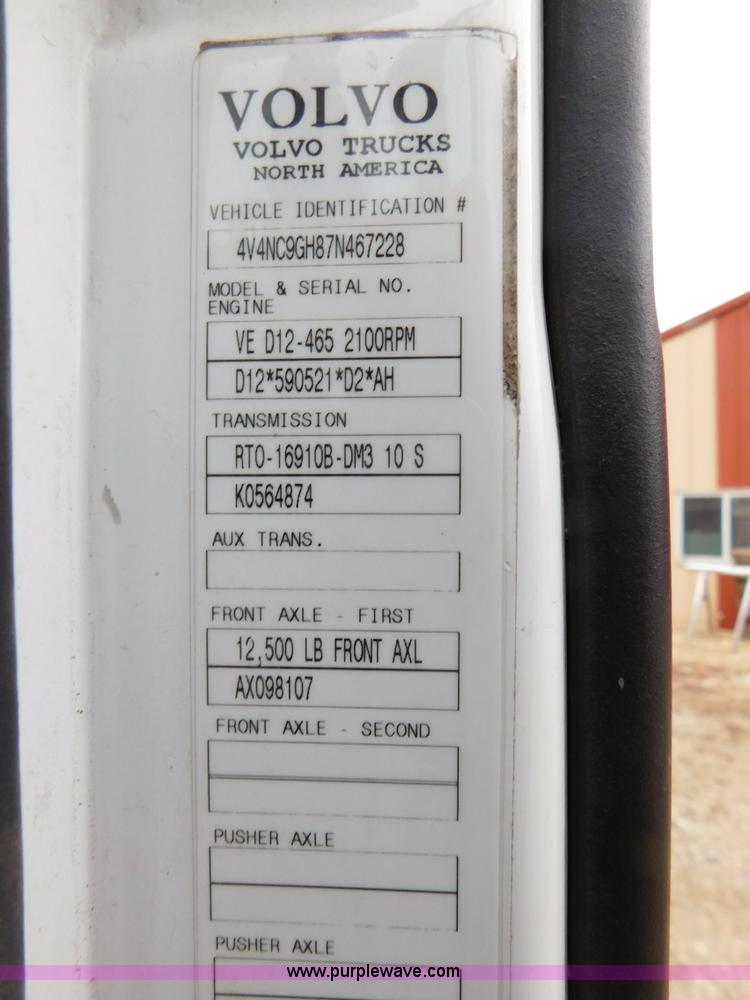 VOLVO
VOLVO TRUCKS
NORTH AMERICA
VEHICLE IDENTIFICATION #
4V4NC9GH87N467228
MODEL & SERIAL NO.
ENGINE
VE D12-465 2100RPM
D12*590521*D2*AH
TRANSMISSION
RTO-16910B-DM3 10 S
K0564874
AUX TRANS.
FRONT AXLE - FIRST
12,500 LB FRONT AXL
AX098107
FRONT AXLE - SECOND
PUSHER AXLE
PUSHER AXLE
www.purplewave.com